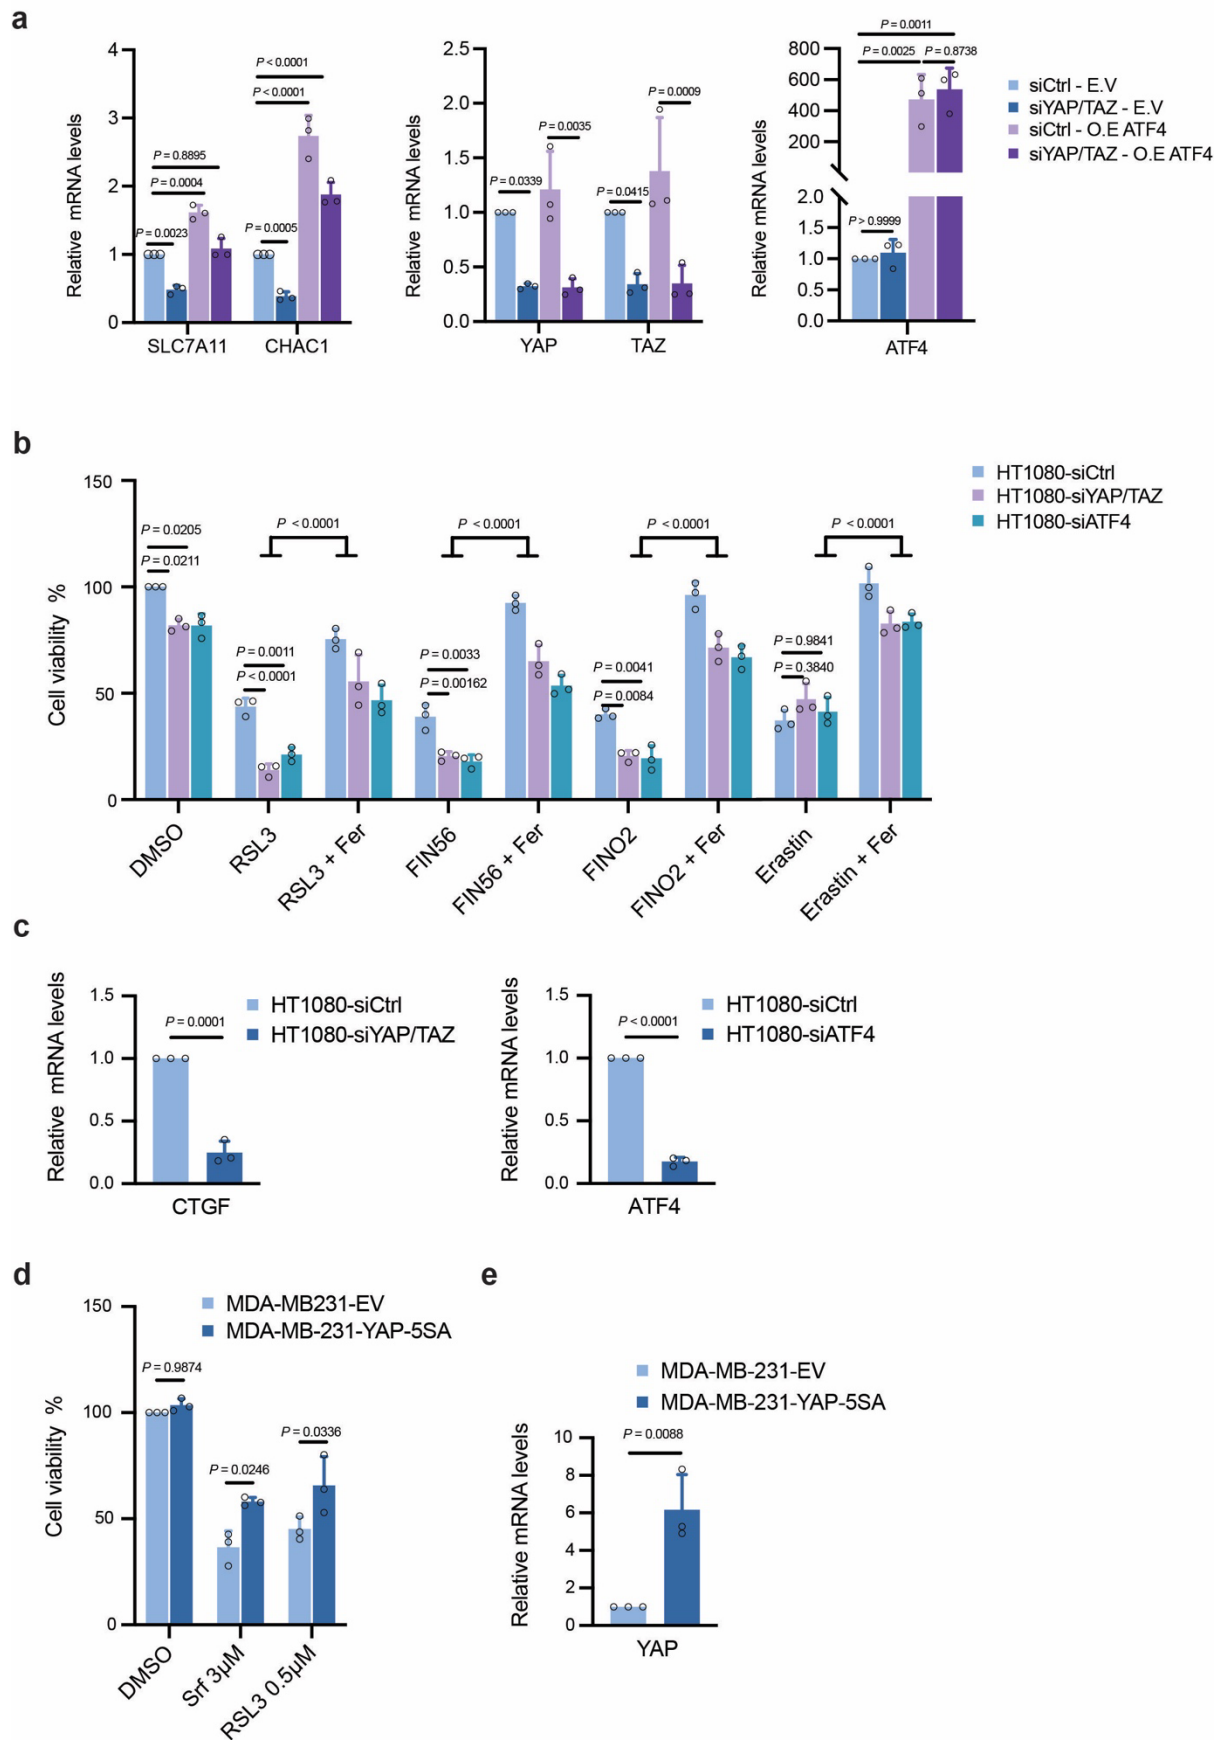 a
4
3
2
1
0
Relative mRNA levels
P < 0.0001
P < 0.0001
P = 0.8895
P = 0.0004
P = 0.0023
P = 0.0005
SLC7A11
CHAC1
2.5
2.0
1.5
1.0
0.5
0.0
Relative mRNA levels
P = 0.0009
P = 0.0035
P = 0.0339
P = 0.0415
YAP
TAZ
P = 0.0011
P = 0.0025
P = 0.8738
800
600
400
200
2.0
1.5
1.0
0.5
0.0
Relative mRNA levels
P > 0.9999
ATF4
siCtrl - E.V
siYAP/TAZ - E.V
siCtrl - O.E ATF4
siYAP/TAZ - O.E ATF4
b
150
100
50
0
Cell viability %
HT1080-siCtrl
HT1080-siYAP/TAZ
HT1080-siATF4
P = 0.0205
P = 0.0211
P < 0.0001
P < 0.0001
P < 0.0001
P < 0.0001
P = 0.0011
P < 0.0001
P = 0.0033
P = 0.00162
P = 0.0041
P = 0.0084
P = 0.9841
P = 0.3840
DMSO
RSL3
RSL3 + Fer
FIN56
FIN56 + Fer
FINO2
FINO2 + Fer
Erastin
Erastin + Fer
c
1.5
1.0
0.5
0.0
Relative mRNA levels
P = 0.0001
HT1080-siCtrl
HT1080-siYAP/TAZ
CTGF
1.5
1.0
0.5
0.0
Relative mRNA levels
P < 0.0001
HT1080-siCtrl
HT1080-siATF4
ATF4
d
150
100
50
0
Cell viability %
MDA-MB231-EV
MDA-MB-231-YAP-5SA
P = 0.9874
P = 0.0246
P = 0.0336
DMSO
Srf 3µM
RSL3 0.5µM
e
MDA-MB-231-EV
MDA-MB-231-YAP-5SA
10
8
6
4
2
0
Relative mRNA levels
P = 0.0088
YAP